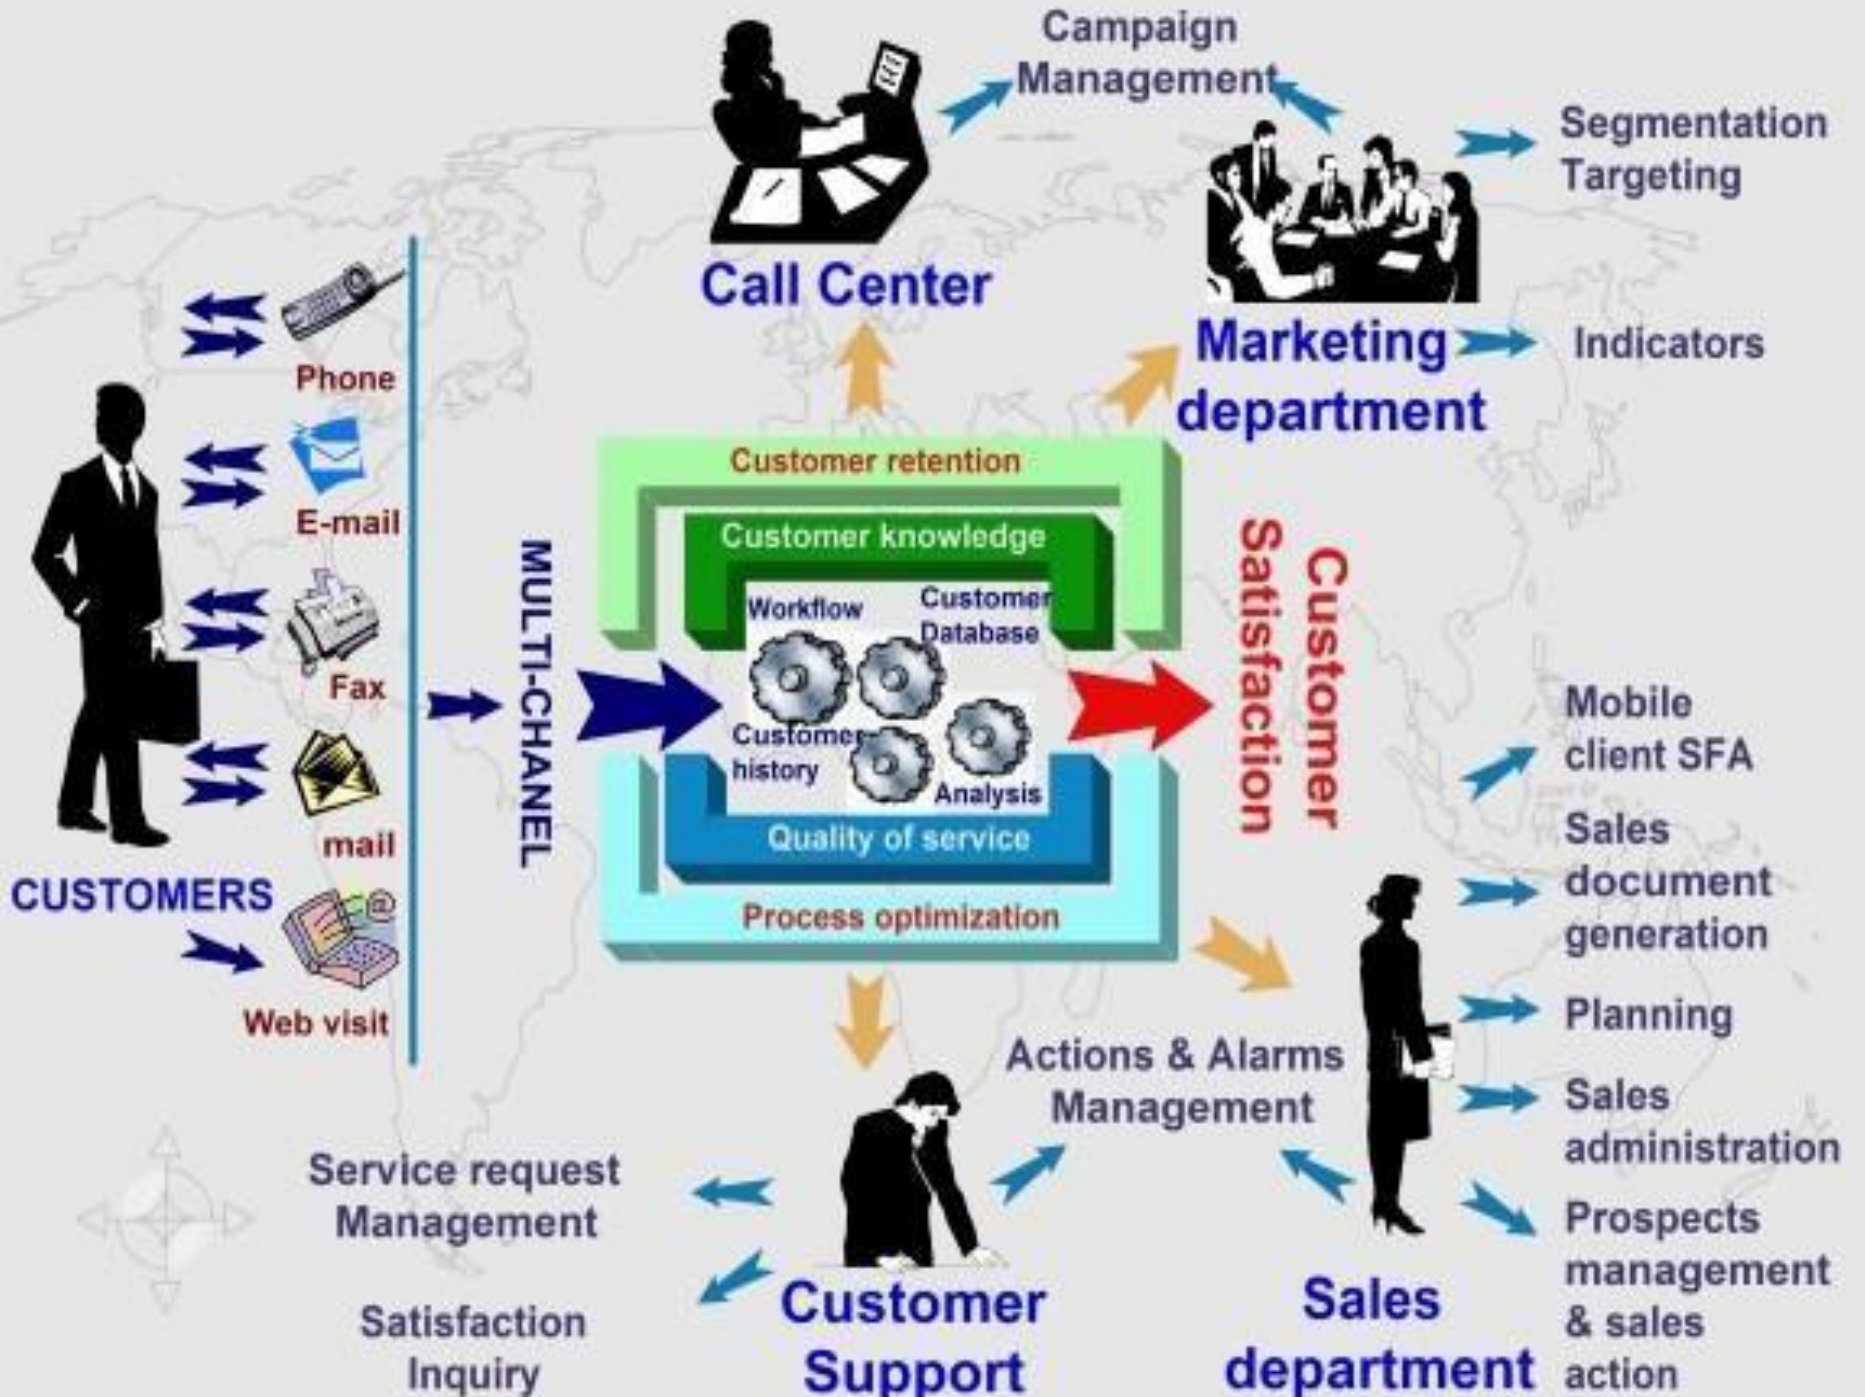 Campaign
Management
Segmentation
Targeting
Call Center
Marketing
department
Indicators
Phone
E-mail
Fax
mail
CUSTOMERS
Web visit
MULTI-CHANNEL
Customer retention
Customer knowledge
Workflow
Customer
Database
Customer
history
Analysis
Quality of service
Process optimization
Customer
Satisfaction
Mobile
client SFA
Sales
document
generation
Planning
Sales
administration
Prospects
management
& sales
action
Actions & Alarms
Management
Service request
Management
Satisfaction
Inquiry
Customer
Support
Sales
department